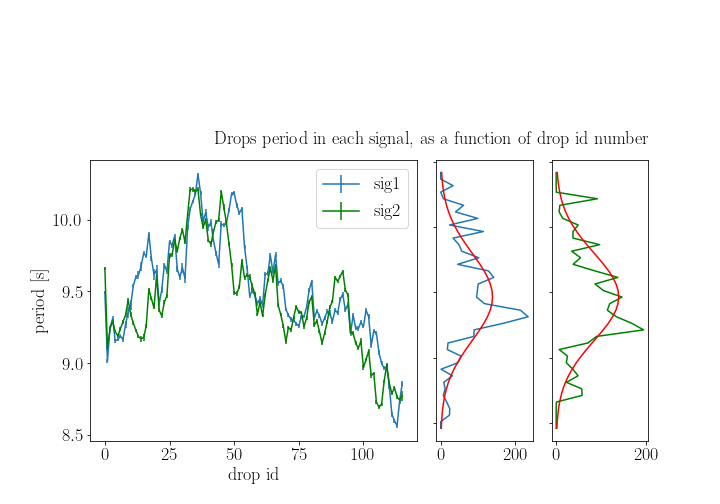 Drops period in each signal, as a function of drop id number
sig1
sig2
period [s]
10.0
9.5
9.0
8.5
0 25 50 75 100
0 200
0 200
drop id